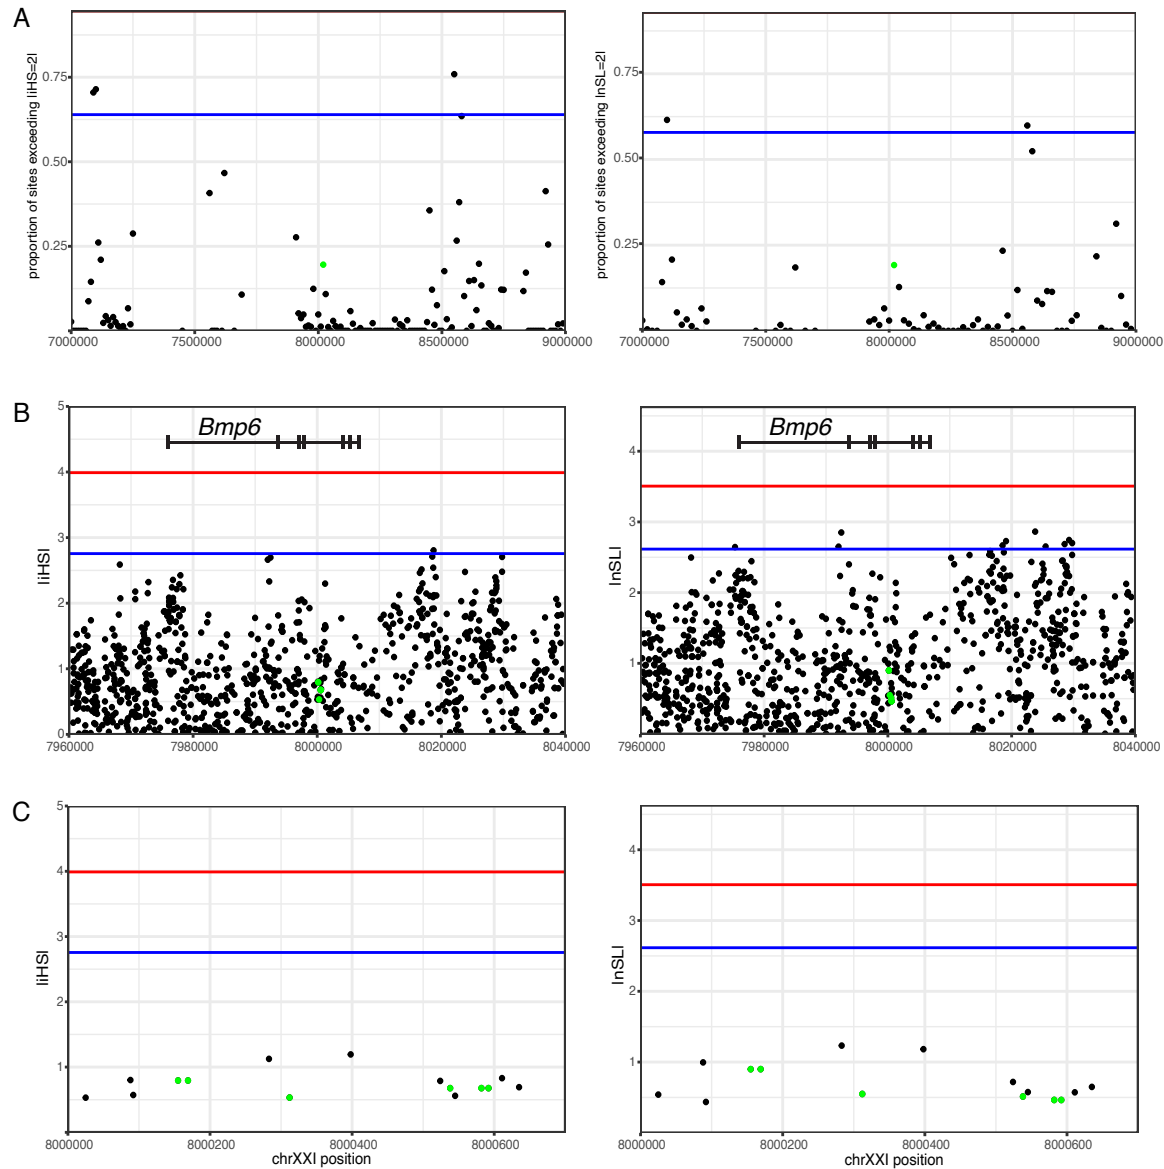 A
proportion of sites exceeding |iHS=2|
0.75
0.50
0.25
7000000 7500000 8000000 8500000 9000000
proportion of sites exceeding |nSL=2|
0.75
0.50
0.25
7000000 7500000 8000000 8500000 9000000
B
|iHS|
5
4
3
2
1
0
Bmp6
7960000 7980000 8000000 8020000 8040000
|nSL|
4
3
2
1
Bmp6
7960000 7980000 8000000 8020000 8040000
C
|iHS|
5
4
3
2
1
8000000 8000200 8000400 8000600
chrXXI position
|nSL|
4
3
2
1
8000000 8000200 8000400 8000600
chrXXI position